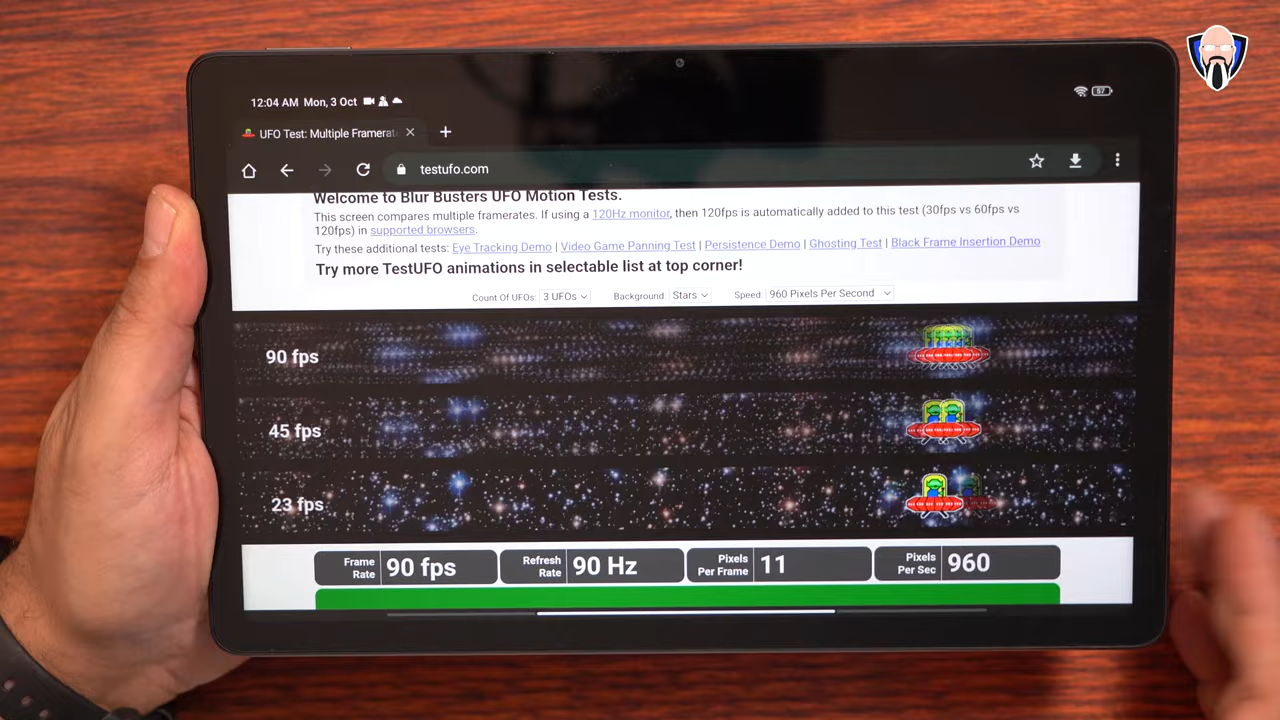 12:04 AM Mon, 3 Oct
57
UFO Test: Multiple Framerate
testufo.com
Welcome to Blur Busters UFO Motion Tests.
This screen compares multiple framerates. If using a 120Hz monitor, then 120fps is automatically added to this test (30fps vs 60fps vs
120fps) in supported browsers.
Try these additional tests: Eye Tracking Demo | Video Game Panning Test | Persistence Demo | Ghosting Test | Black Frame Insertion Demo
Try more TestUFO animations in selectable list at top corner!
Count Of UFOs: 3 UFOs Background: Stars Speed: 960 Pixels Per Second
90 fps
45 fps
23 fps
Frame
Rate
90 fps
Refresh
Rate
90 Hz
Pixels
Per Frame
11
Pixels
Per Sec
960